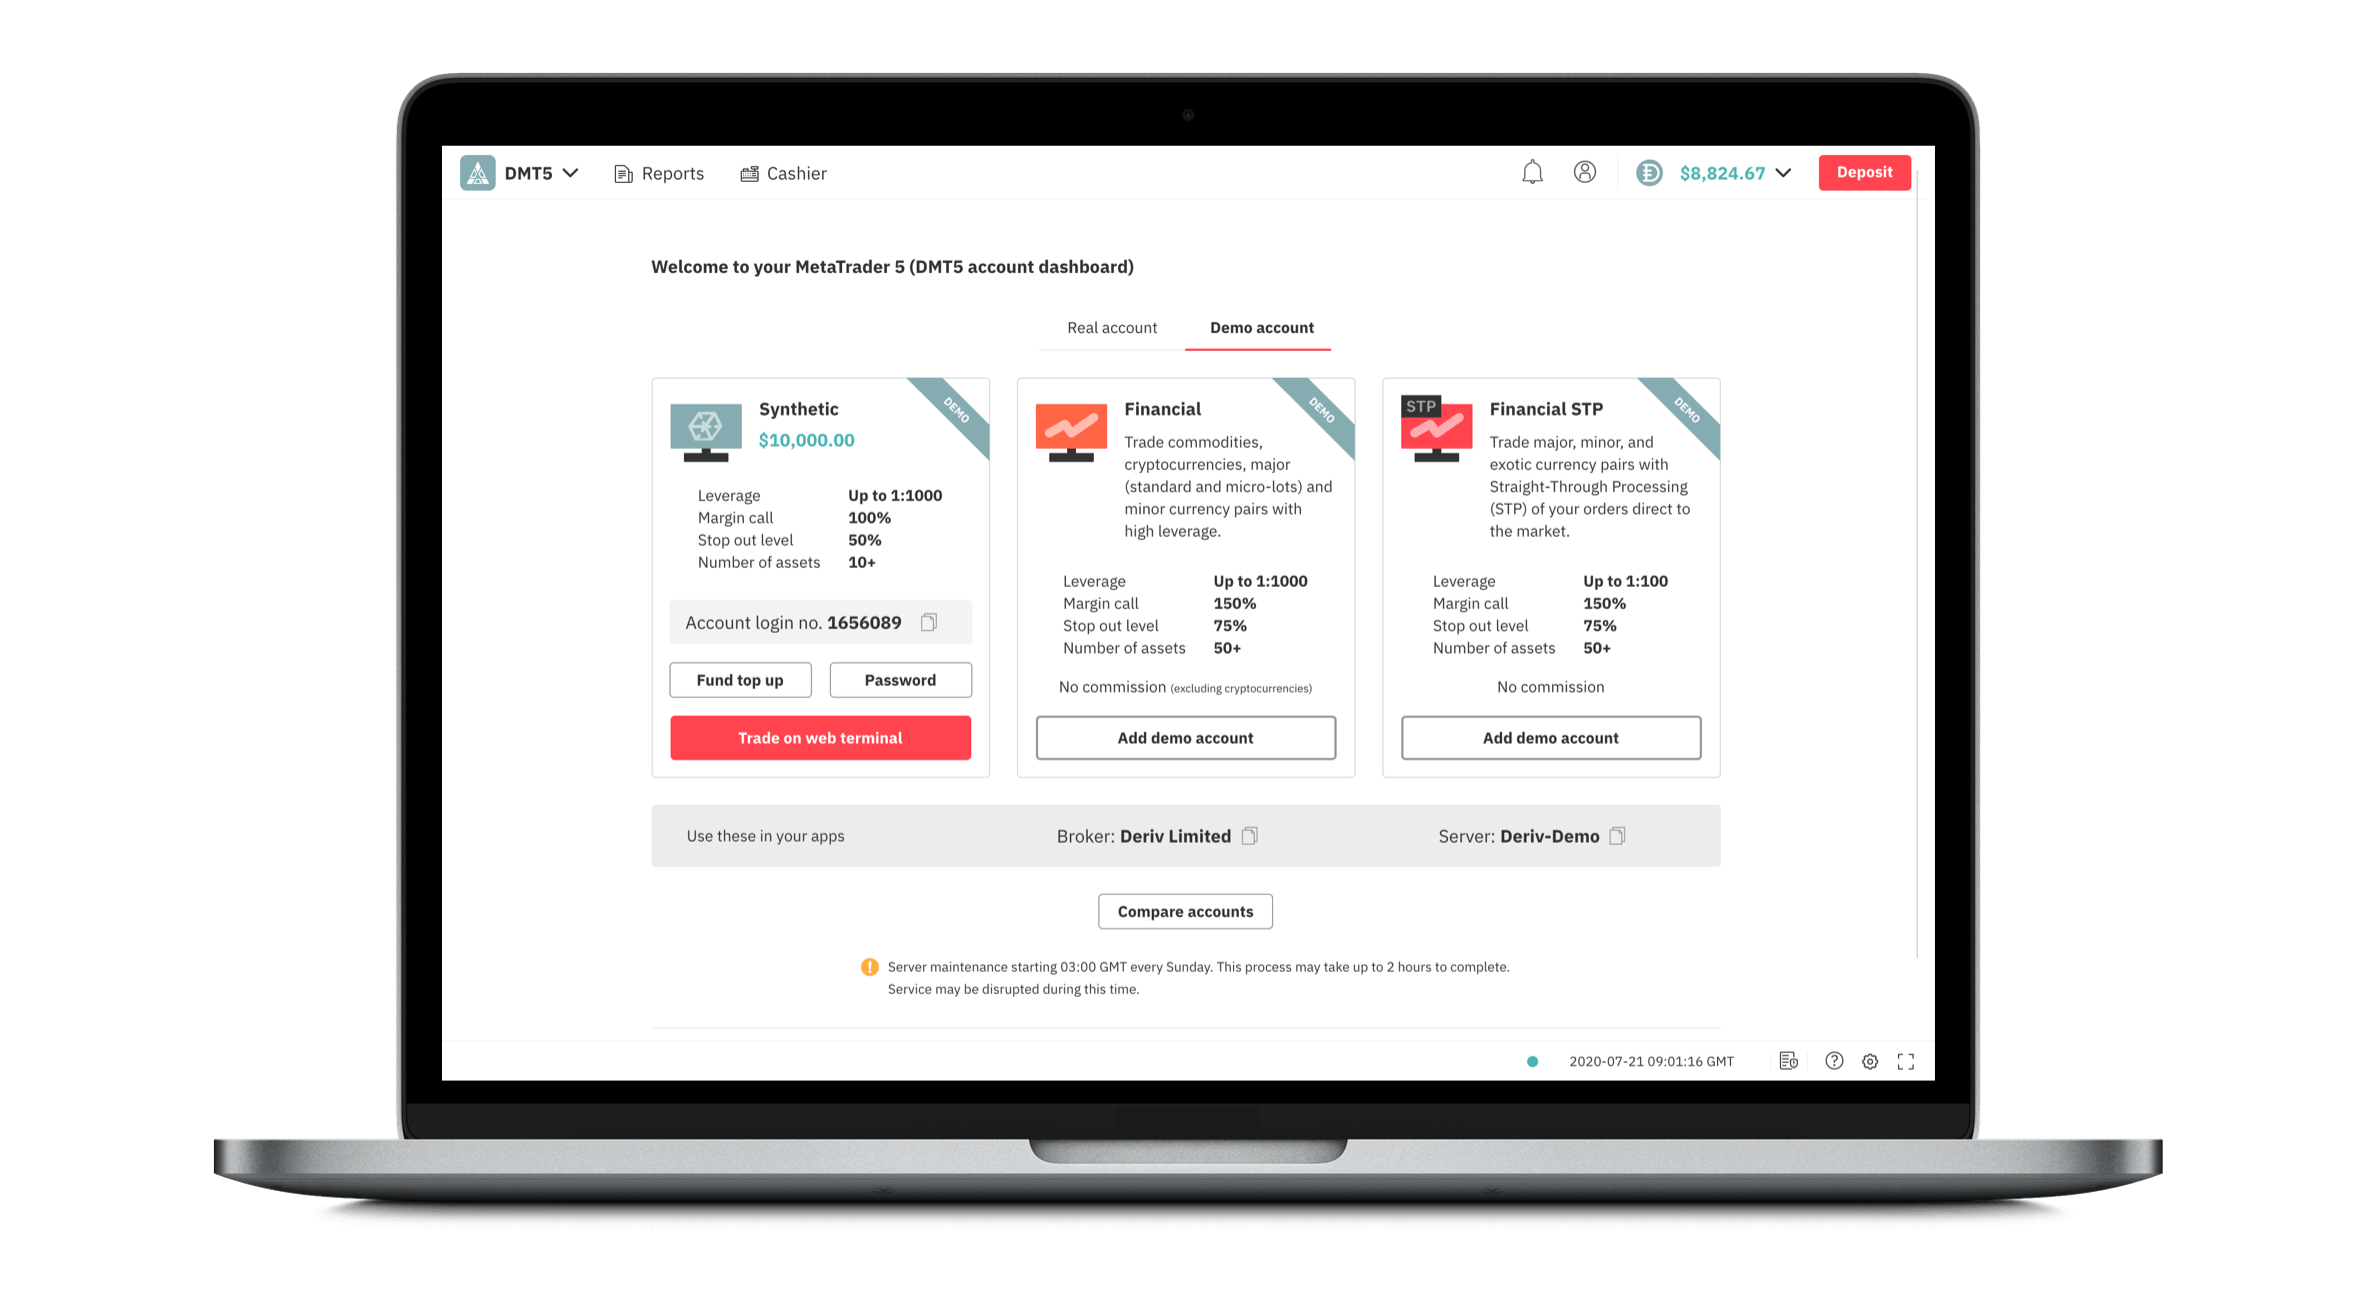 DMT5
Reports
Cashier
$8,824.67
Deposit
Welcome to your MetaTrader 5 (DMT5 account dashboard)
Real account
Demo account
DEMO
Synthetic
$10,000.00
Leverage Up to 1:1000
Margin call 100%
Stop out level 50%
Number of assets 10+
Account login no. 1656089
Fund top up
Password
Trade on web terminal
DEMO
Financial
Trade commodities,
cryptocurrencies, major
(standard and micro-lots) and
minor currency pairs with
high leverage.
Leverage Up to 1:1000
Margin call 150%
Stop out level 75%
Number of assets 50+
No commission (excluding cryptocurrencies)
Add demo account
DEMO
STP
Financial STP
Trade major, minor, and
exotic currency pairs with
Straight-Through Processing
(STP) of your orders direct to
the market.
Leverage Up to 1:100
Margin call 150%
Stop out level 75%
Number of assets 50+
No commission
Add demo account
Use these in your apps
Broker: Deriv Limited
Server: Deriv-Demo
Compare accounts
Server maintenance starting 03:00 GMT every Sunday. This process may take up to 2 hours to complete.
Service may be disrupted during this time.
2020-07-21 09:01:16 GMT